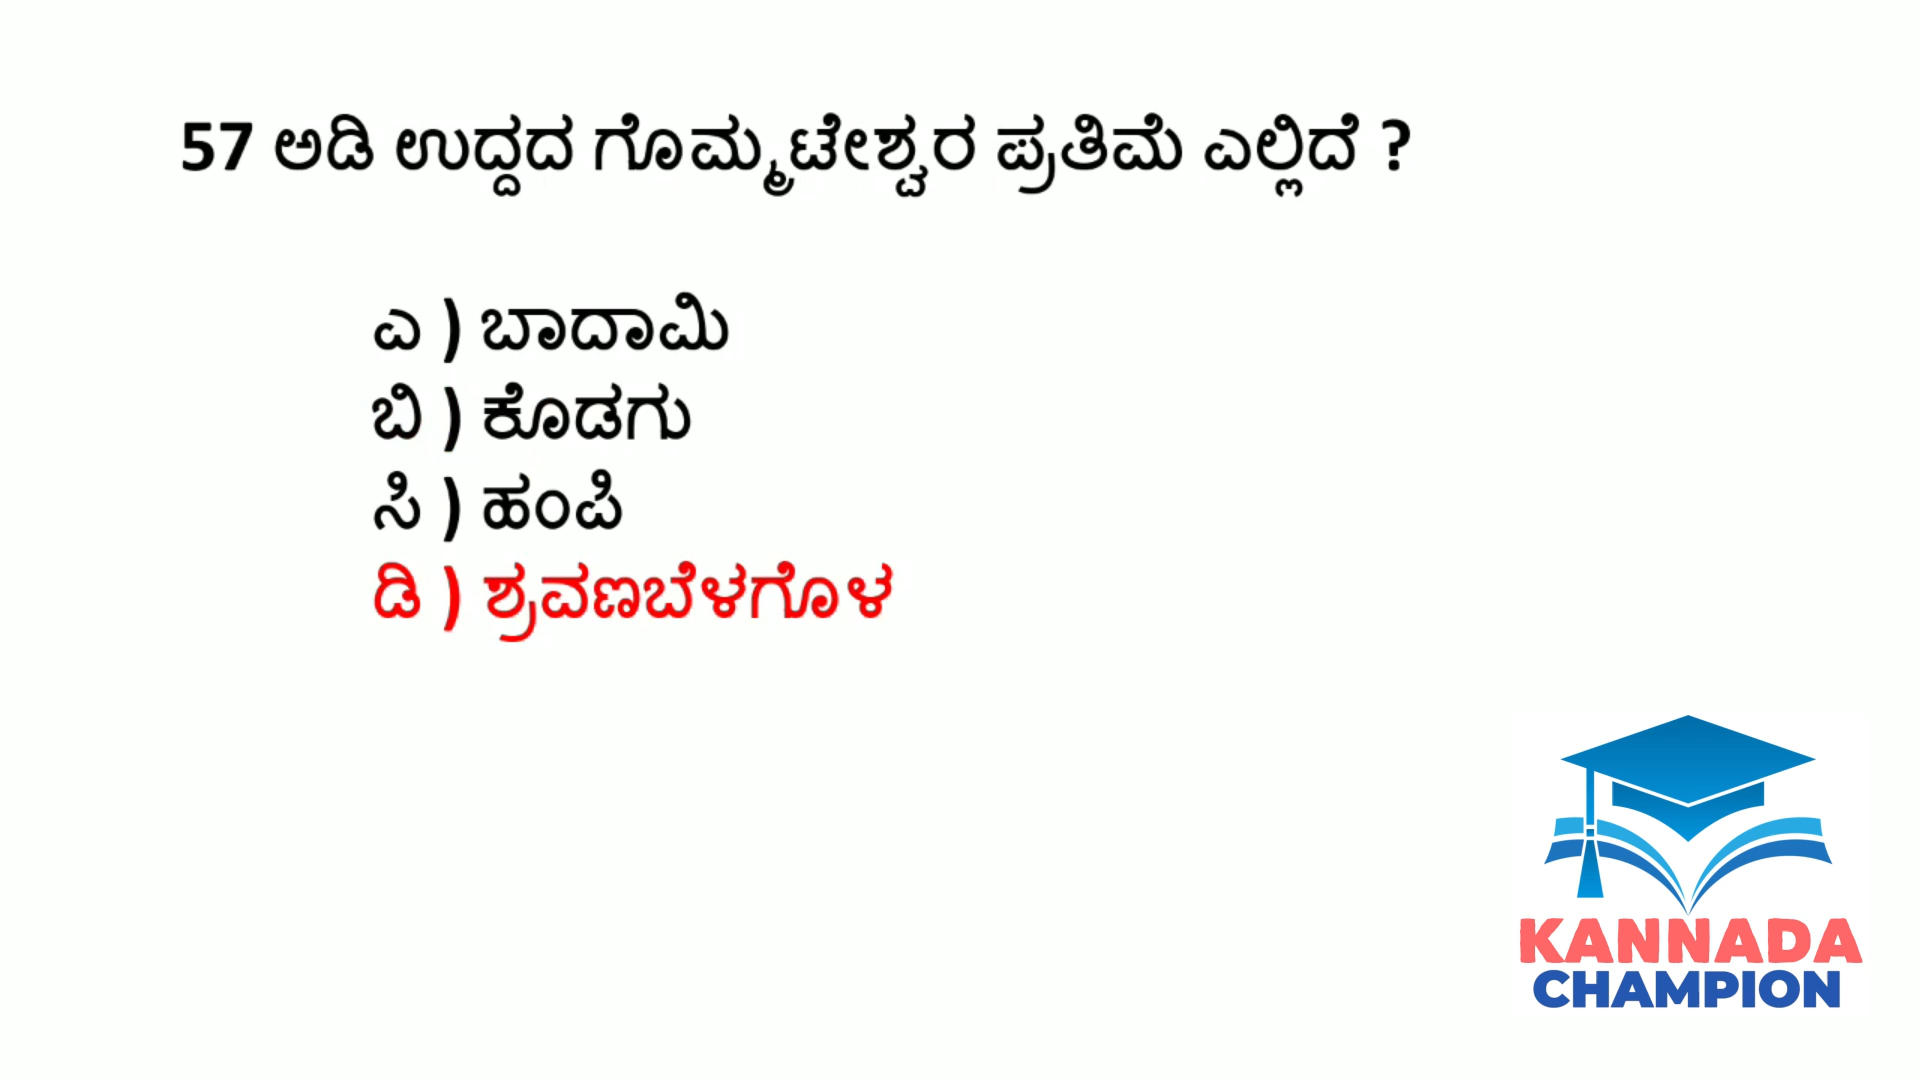 57 ಅಡಿ ಉದ್ದದ ಗೊಮ್ಮಟೇಶ್ವರ ಪ್ರತಿಮೆ ಎಲ್ಲಿದೆ ?
ಎ ) ಬಾದಾಮಿ
ಬಿ ) ಕೊಡಗು
ಸಿ ) ಹಂಪಿ
ಡಿ ) ಶ್ರವಣಬೆಳಗೊಳ
KANNADA
CHAMPION